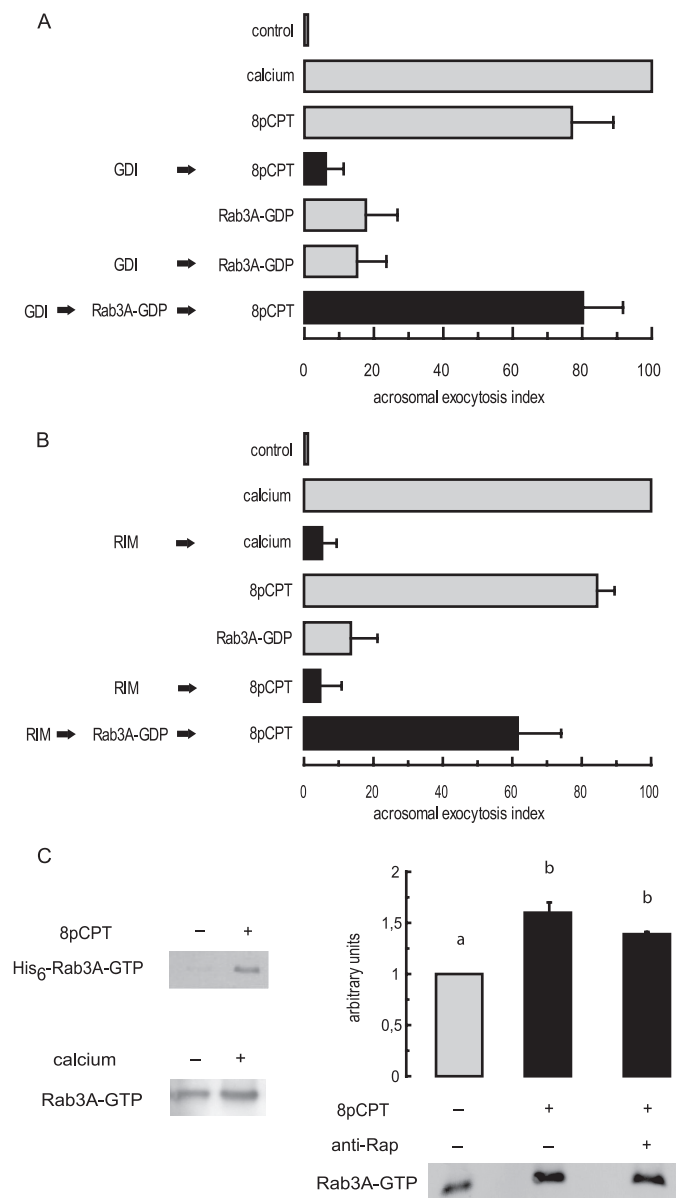 A
control
calcium
8pCPT
GDI → 8pCPT
Rab3A-GDP
GDI → Rab3A-GDP
GDI → Rab3A-GDP → 8pCPT
0 20 40 60 80 100
acrosomal exocytosis index
B
control
calcium
RIM → calcium
8pCPT
Rab3A-GDP
RIM → 8pCPT
RIM → Rab3A-GDP → 8pCPT
0 20 40 60 80 100
acrosomal exocytosis index
C
8pCPT − +
His6-Rab3A-GTP
calcium − +
Rab3A-GTP
2
1,5
1
0,5
0
arbitrary units
a b b
8pCPT − + +
anti-Rap − − +
Rab3A-GTP